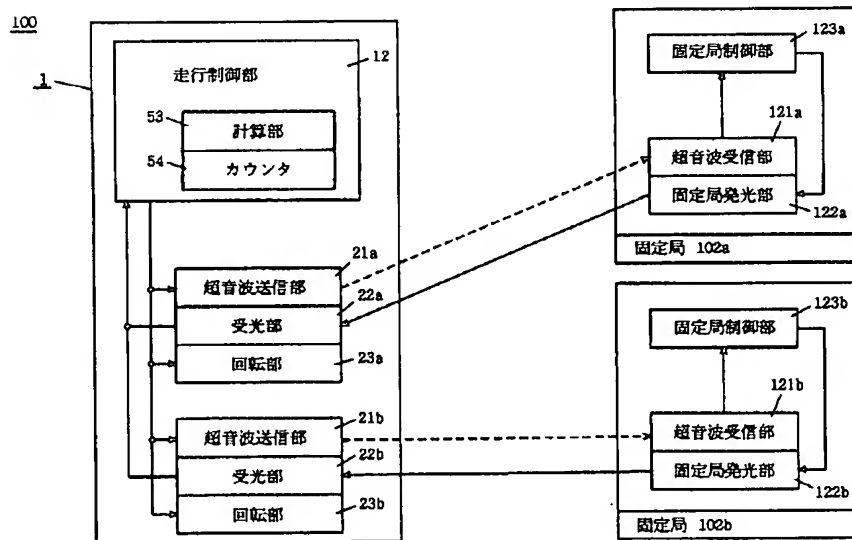 100
1
走行制御部
12
53
計算部
54
カウンタ
21a
超音波送信部
22a
受光部
回転部
23a
21b
超音波送信部
22b
受光部
回転部
23b
123a
固定局制御部
121a
超音波受信部
固定局発光部
122a
固定局 102a
123b
固定局制御部
121b
超音波受信部
固定局発光部
122b
固定局 102b